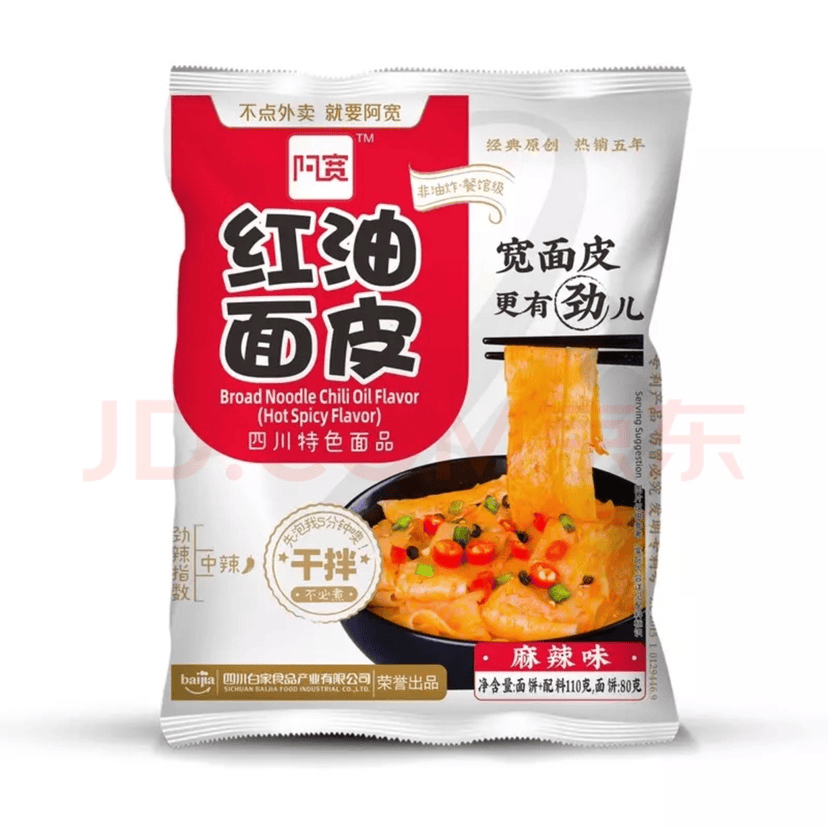 不点外卖 就要阿宽
阿宽
TM
经典原创 热销五年
非油炸·餐馆级
红油
面皮
宽面皮
更有劲儿
Broad Noodle Chili Oil Flavor
(Hot Spicy Flavor)
四川特色面品
JD.COM 京东
Serving Suggestion
劲辣指数
中辣
先泡我5分钟噢!
干拌
不必煮
麻辣味
净含量:面饼+配料110克,面饼:80克
baijia
四川白家食品产业有限公司
SICHUAN BAIJIA FOOD INDUSTRIAL CO.,LTD.
荣誉出品